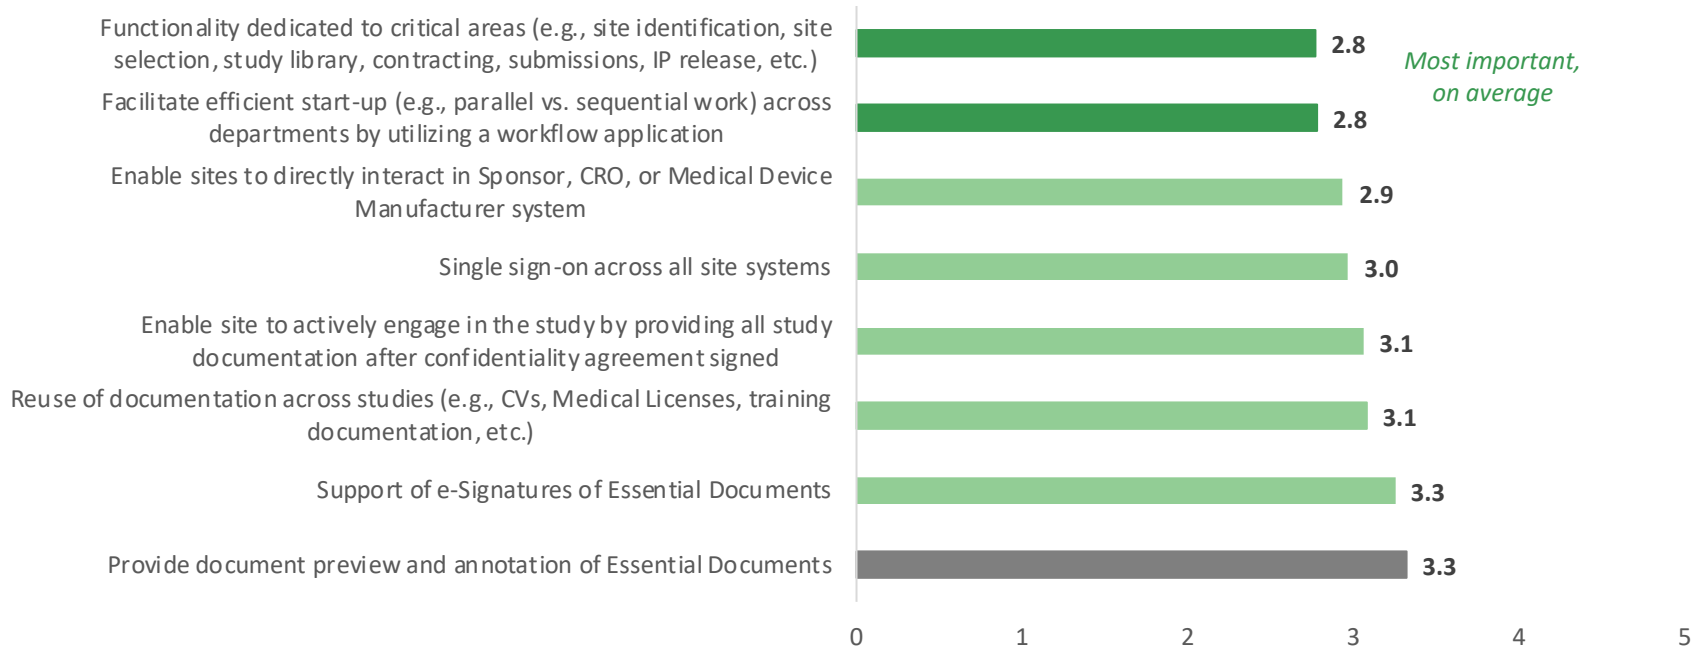 Functionality dedicated to critical areas (e.g., site identification, site
selection, study library, contracting, submissions, IP release, etc.)
2.8
Most important,
on average
Facilitate efficient start-up (e.g., parallel vs. sequential work) across
departments by utilizing a workflow application
2.8
Enable sites to directly interact in Sponsor, CRO, or Medical Device
Manufacturer system
2.9
Single sign-on across all site systems
3.0
Enable site to actively engage in the study by providing all study
documentation after confidentiality agreement signed
3.1
Reuse of documentation across studies (e.g., CVs, Medical Licenses, training
documentation, etc.)
3.1
Support of e-Signatures of Essential Documents
3.3
Provide document preview and annotation of Essential Documents
3.3
0 1 2 3 4 5